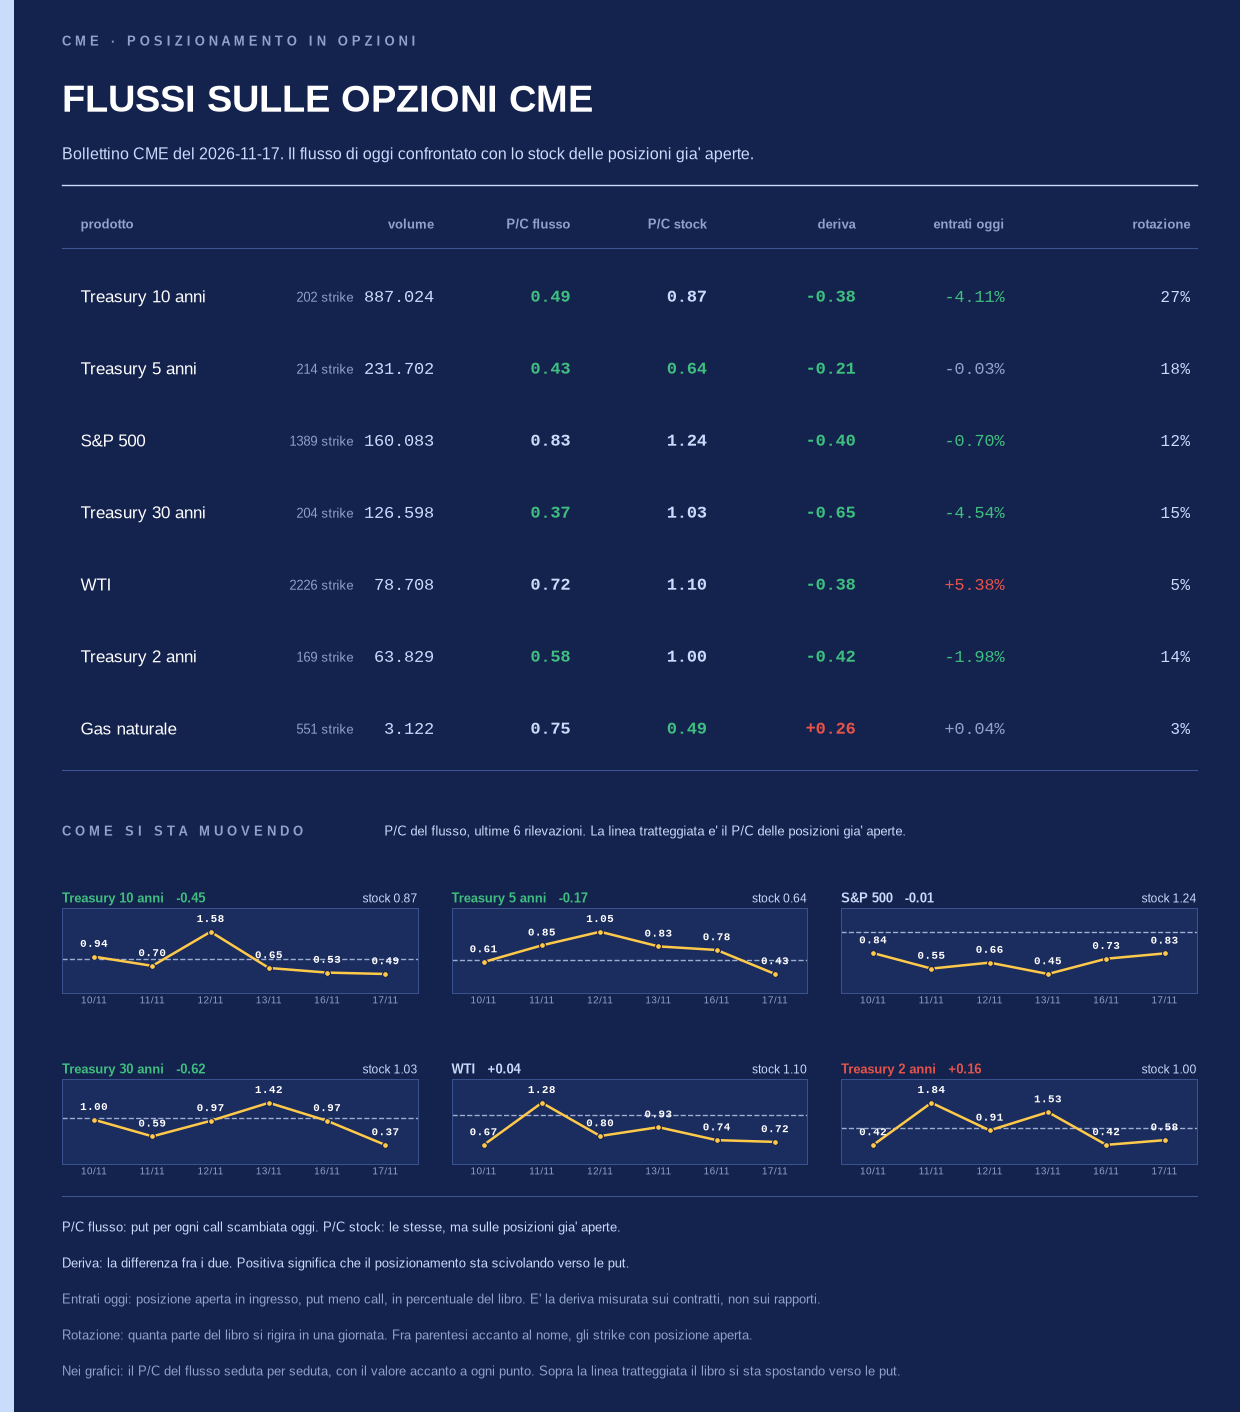 CME · POSIZIONAMENTO IN OPZIONI
FLUSSI SULLE OPZIONI CME
Bollettino CME del 2026-11-17. Il flusso di oggi confrontato con lo stock delle posizioni gia' aperte.
prodotto volume P/C flusso P/C stock deriva entrati oggi rotazione
Treasury 10 anni 202 strike 887.024 0.49 0.87 -0.38 -4.11% 27%
Treasury 5 anni 214 strike 231.702 0.43 0.64 -0.21 -0.03% 18%
S&P 500 1389 strike 160.083 0.83 1.24 -0.40 -0.70% 12%
Treasury 30 anni 204 strike 126.598 0.37 1.03 -0.65 -4.54% 15%
WTI 2226 strike 78.708 0.72 1.10 -0.38 +5.38% 5%
Treasury 2 anni 169 strike 63.829 0.58 1.00 -0.42 -1.98% 14%
Gas naturale 551 strike 3.122 0.75 0.49 +0.26 +0.04% 3%
COME SI STA MUOVENDO P/C del flusso, ultime 6 rilevazioni. La linea tratteggiata e' il P/C delle posizioni gia' aperte.
Treasury 10 anni -0.45 stock 0.87
0.94 0.70 1.58 0.65 0.53 0.49
10/11 11/11 12/11 13/11 16/11 17/11
Treasury 5 anni -0.17 stock 0.64
0.61 0.85 1.05 0.83 0.78 0.43
10/11 11/11 12/11 13/11 16/11 17/11
S&P 500 -0.01 stock 1.24
0.84 0.55 0.66 0.45 0.73 0.83
10/11 11/11 12/11 13/11 16/11 17/11
Treasury 30 anni -0.62 stock 1.03
1.00 0.59 0.97 1.42 0.97 0.37
10/11 11/11 12/11 13/11 16/11 17/11
WTI +0.04 stock 1.10
0.67 1.28 0.80 0.93 0.74 0.72
10/11 11/11 12/11 13/11 16/11 17/11
Treasury 2 anni +0.16 stock 1.00
0.42 1.84 0.91 1.53 0.42 0.58
10/11 11/11 12/11 13/11 16/11 17/11
P/C flusso: put per ogni call scambiata oggi. P/C stock: le stesse, ma sulle posizioni gia' aperte.
Deriva: la differenza fra i due. Positiva significa che il posizionamento sta scivolando verso le put.
Entrati oggi: posizione aperta in ingresso, put meno call, in percentuale del libro. E' la deriva misurata sui contratti, non sui rapporti.
Rotazione: quanta parte del libro si rigira in una giornata. Fra parentesi accanto al nome, gli strike con posizione aperta.
Nei grafici: il P/C del flusso seduta per seduta, con il valore accanto a ogni punto. Sopra la linea tratteggiata il libro si sta spostando verso le put.